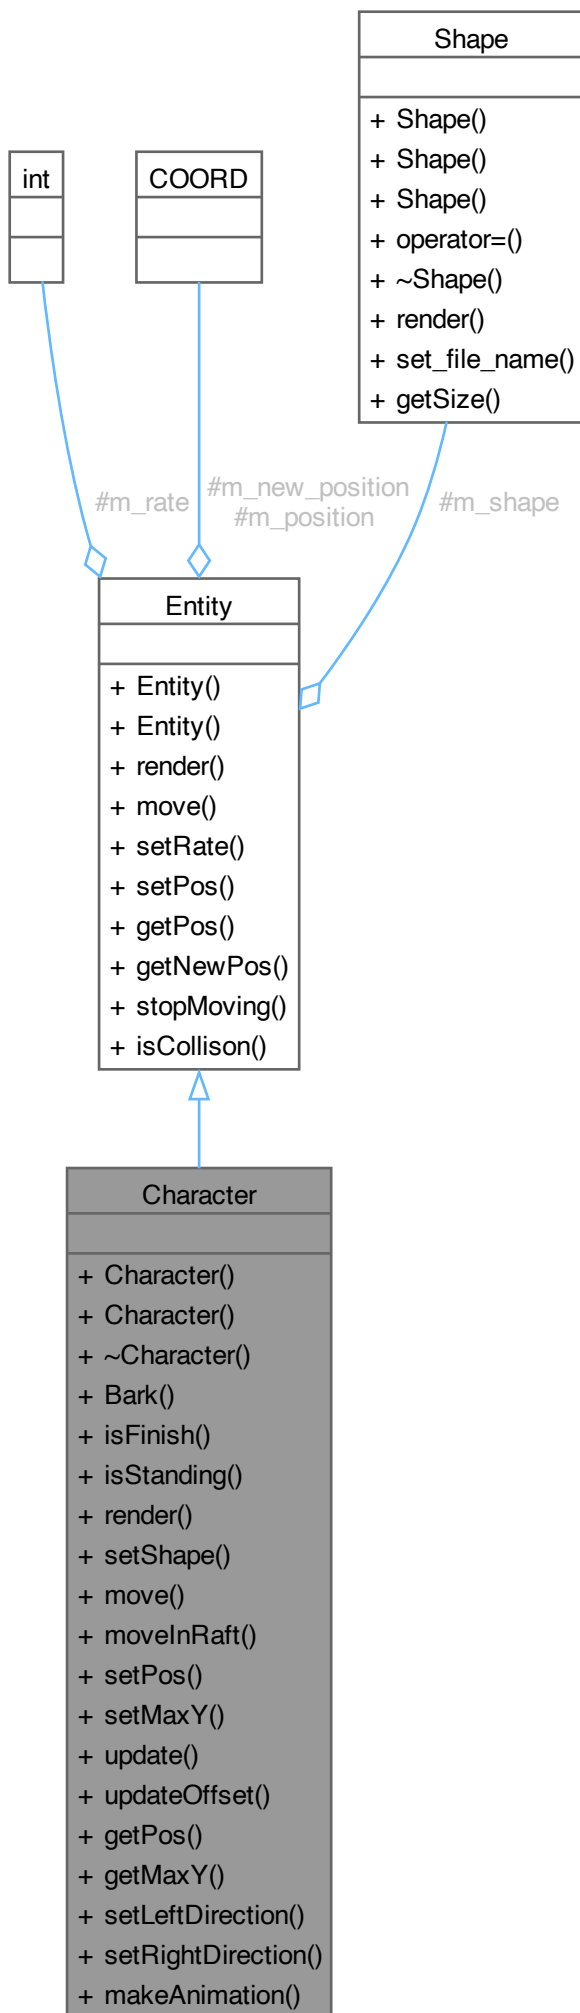 Shape
+ Shape()
+ Shape()
+ Shape()
+ operator=()
+ ~Shape()
+ render()
+ set_file_name()
+ getSize()
int
COORD
#m_rate
#m_new_position
#m_position
#m_shape
Entity
+ Entity()
+ Entity()
+ render()
+ move()
+ setRate()
+ setPos()
+ getPos()
+ getNewPos()
+ stopMoving()
+ isCollison()
Character
+ Character()
+ Character()
+ ~Character()
+ Bark()
+ isFinish()
+ isStanding()
+ render()
+ setShape()
+ move()
+ moveInRaft()
+ setPos()
+ setMaxY()
+ update()
+ updateOffset()
+ getPos()
+ getMaxY()
+ setLeftDirection()
+ setRightDirection()
+ makeAnimation()